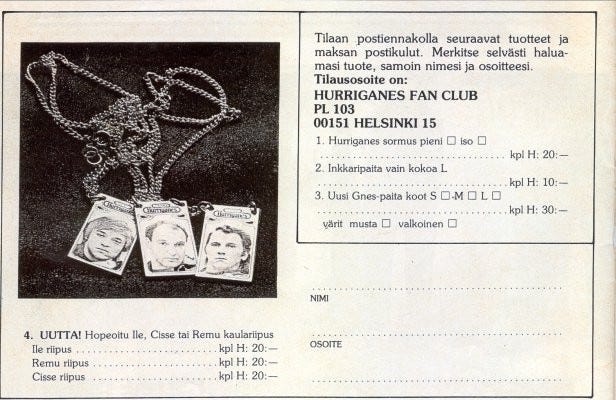 Tilaan postiennakolla seuraavat tuotteet ja
maksan postikulut. Merkitse selvästi halua-
masi tuote, samoin nimesi ja osoitteesi.
Tilausosoite on:
HURRIGANES FAN CLUB
PL 103
00151 HELSINKI 15
1. Hurriganes sormus pieni ☐ iso ☐
................................ kpl H: 20:—
2. Inkkaripaita vain kokoa L
................................ kpl H: 10:—
3. Uusi Gnes-paita koot S ☐-M ☐ L ☐
................................ kpl H: 30:—
värit musta ☐ valkoinen ☐
NIMI
OSOITE
Hurriganes
Hurriganes
Hurriganes
4. UUTTA! Hopeoitu Ile, Cisse tai Remu kaulariipus
Ile riipus ........................ kpl H: 20:—
Remu riipus ..................... kpl H: 20:—
Cisse riipus ..................... kpl H: 20:—